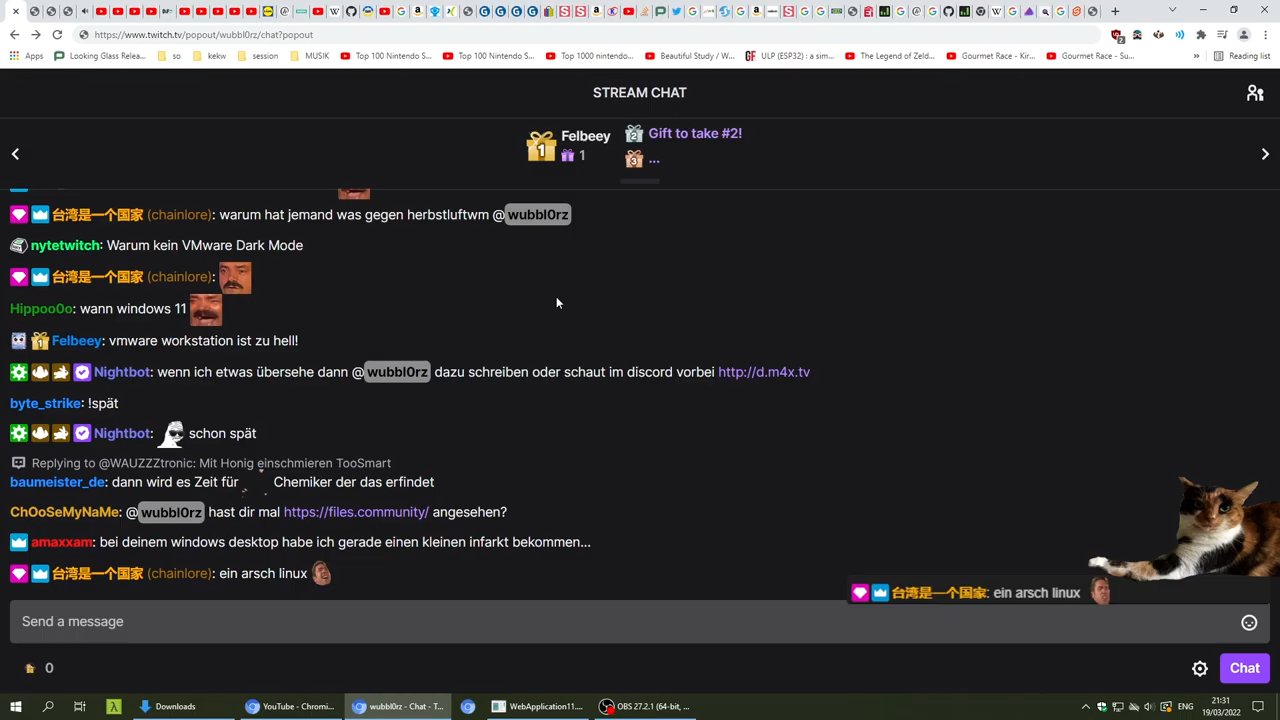 https://www.twitch.tv/popout/wubbl0rz/chat?popout
Apps
Looking Glass Relea...
so
kekw
session
MUSIK
Top 100 Nintendo S...
Top 100 Nintendo S...
Top 1000 nintendo...
Beautiful Study / W...
ULP (ESP32) : a sim...
The Legend of Zeld...
Gourmet Race - Kir...
Gourmet Race - Su...
»
Reading list
STREAM CHAT
1
Felbeey
1
2
Gift to take #2!
3
...
台湾是一个国家 (chainlore): warum hat jemand was gegen herbstluftwm @wubbl0rz
nytetwitch: Warum kein VMware Dark Mode
台湾是一个国家 (chainlore):
Hippoo0o: wann windows 11
Felbeey: vmware workstation ist zu hell!
Nightbot: wenn ich etwas übersehe dann @wubbl0rz dazu schreiben oder schaut im discord vorbei http://d.m4x.tv
byte_strike: !spät
Nightbot: schon spät
Replying to @WAUZZZtronic: Mit Honig einschmieren TooSmart
baumeister_de: dann wird es Zeit für Chemiker der das erfindet
ChOoSeMyNaMe: @wubbl0rz hast dir mal https://files.community/ angesehen?
amaxxam: bei deinem windows desktop habe ich gerade einen kleinen infarkt bekommen...
台湾是一个国家 (chainlore): ein arsch linux
台湾是一个国家: ein arsch linux
Send a message
0
Chat
Downloads
YouTube - Chromi...
wubbl0rz - Chat - T...
WebApplication11...
OBS 27.2.1 (64-bit, ...
ENG
21:31
19/03/2022